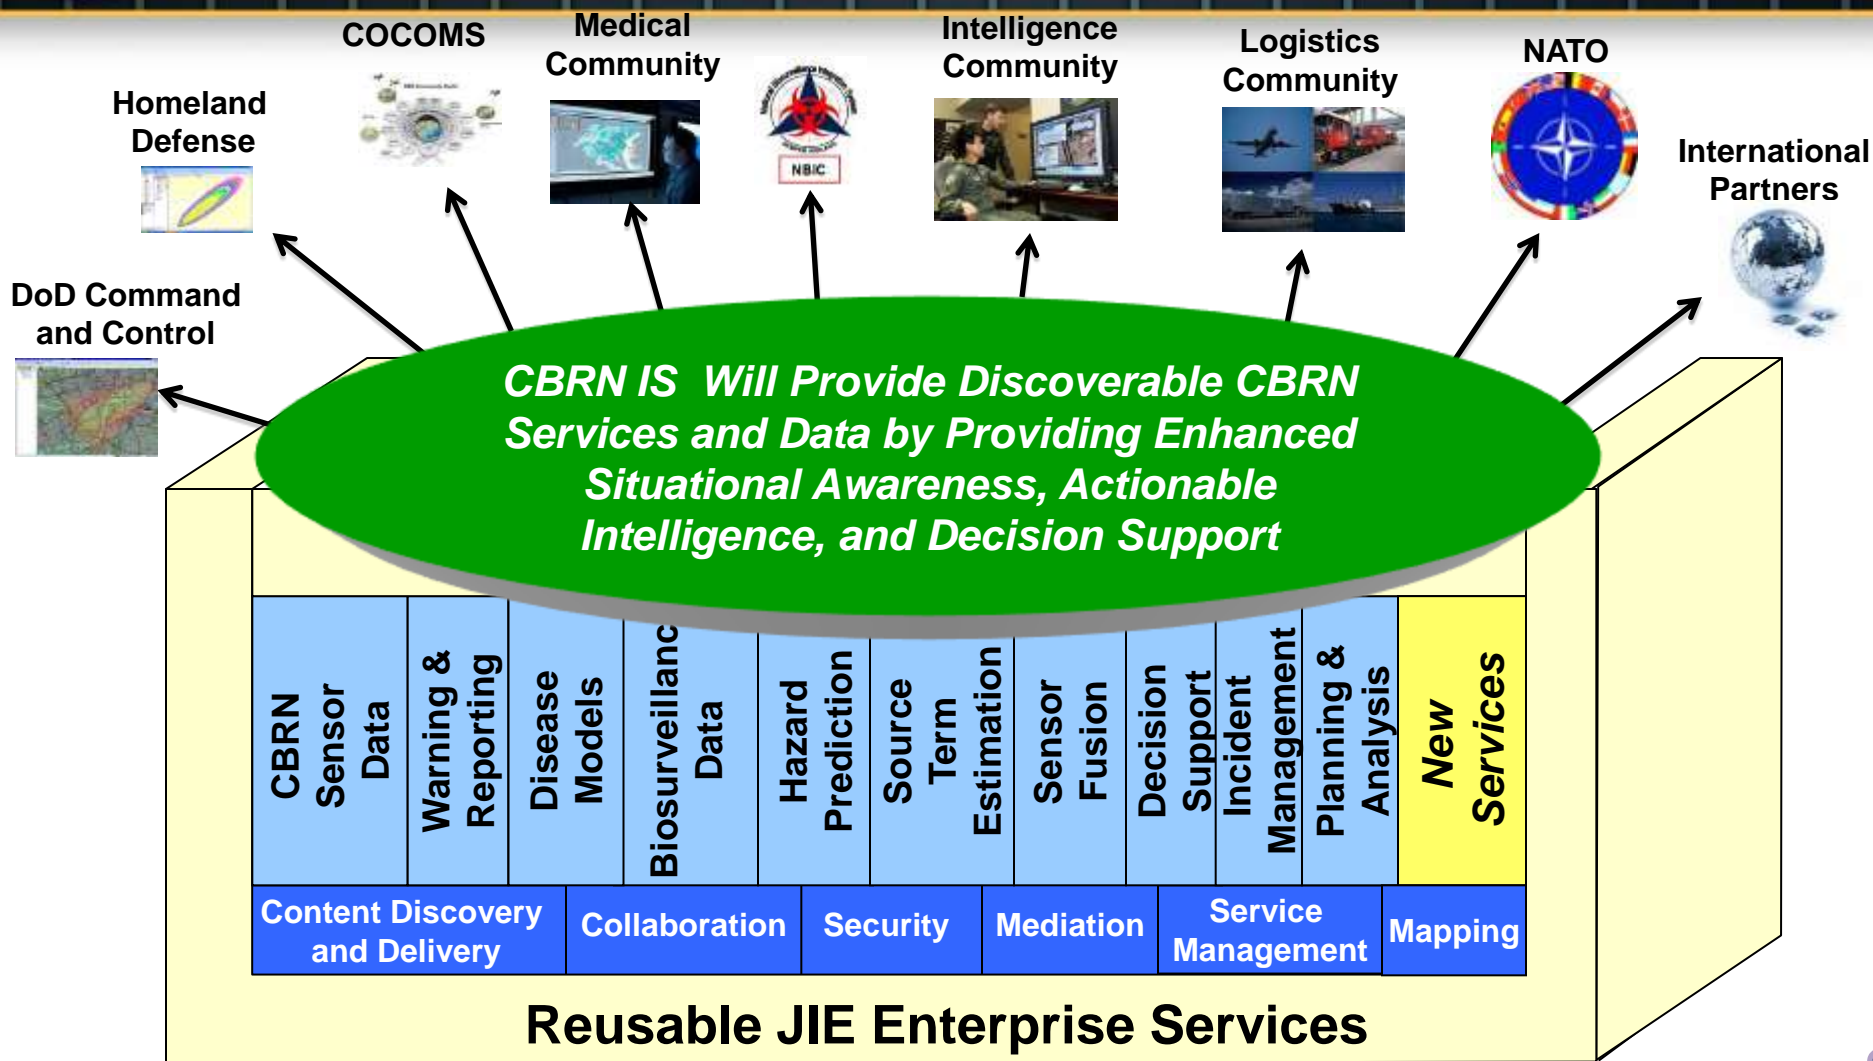 COCOMS
Medical
Community
Intelligence
Community
Logistics
Community
NATO
Homeland
Defense
NBIC
International
Partners
DoD Command
and Control
CBRN IS Will Provide Discoverable CBRN
Services and Data by Providing Enhanced
Situational Awareness, Actionable
Intelligence, and Decision Support
CBRN
Sensor
Data
Warning &
Reporting
Disease
Models
Biosurveillanc
Data
Hazard
Prediction
Source
Term
Estimation
Sensor
Fusion
Decision
Support
Incident
Management
Planning &
Analysis
New
Services
Content Discovery
and Delivery
Collaboration
Security
Mediation
Service
Management
Mapping
Reusable JIE Enterprise Services